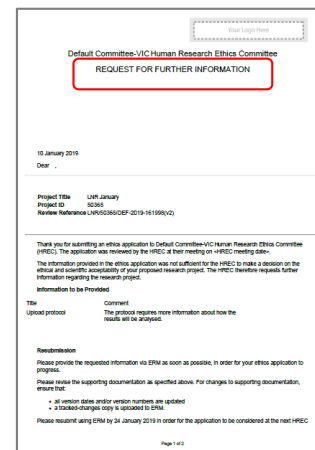 Your Logo Here
Default Committee-VIC Human Research Ethics Committee
REQUEST FOR FURTHER INFORMATION
10 January 2019
Dear ,
Project Title LNR January
Project ID 50365
Review Reference LNR/50365/DEF-2019-161998(v2)
Thank you for submitting an ethics application to Default Committee-VIC Human Research Ethics Committee
(HREC). The application was reviewed by the HREC at their meeting on <HREC meeting date>.
The information provided in the ethics application was not sufficient for the HREC to make a decision on the
ethical and scientific acceptability of your proposed research project. The HREC therefore requests further
information regarding the research project.
Information to be Provided
Title Comment
Upload protocol The protocol requires more information about how the
results will be analysed.
Resubmission
Please provide the requested information via ERM as soon as possible, in order for your ethics application to
progress.
Please revise the supporting documentation as specified above. For changes to supporting documentation,
ensure that:
• all version dates and/or version numbers are updated
• a tracked-changes copy is uploaded to ERM.
Please resubmit using ERM by 24 January 2019 in order for the application to be considered at the next HREC
Page 1 of 2